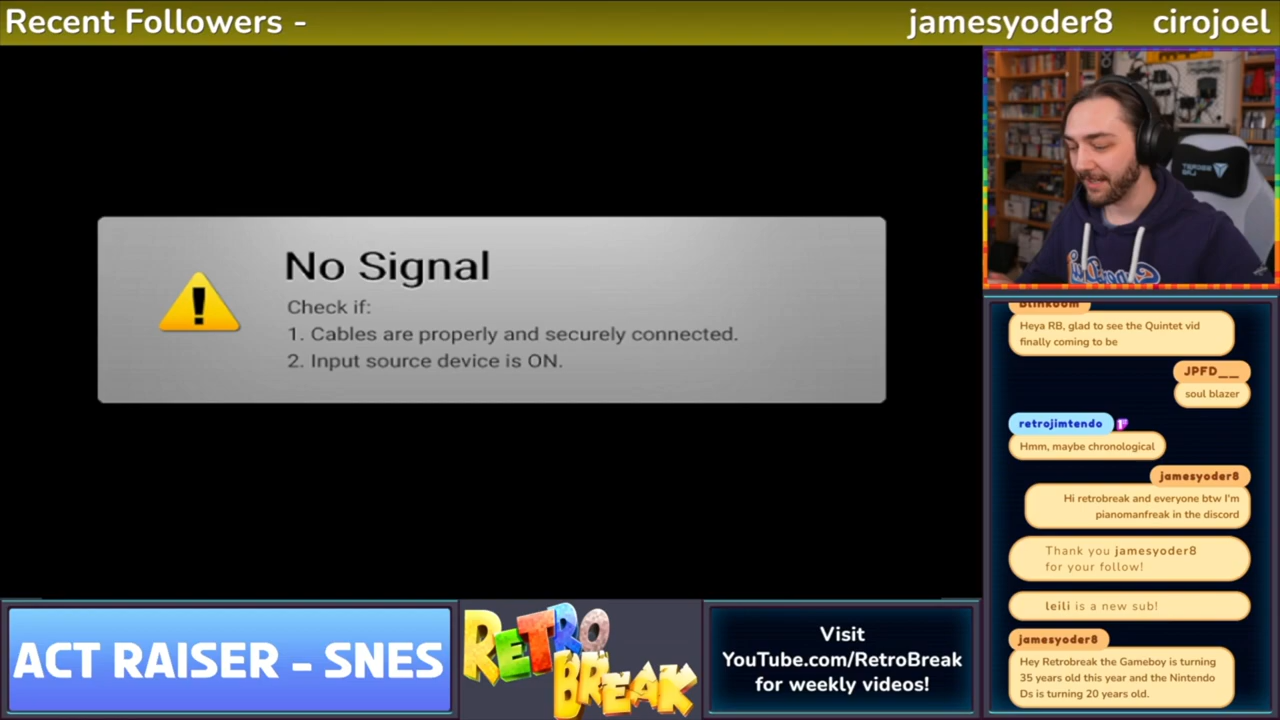 Recent Followers - jamesyoder8 cirojoel
No Signal
Check if:
1. Cables are properly and securely connected.
2. Input source device is ON.
Heya RB, glad to see the Quintet vid
finally coming to be
JPFD__
soul blazer
retrojimtendo
Hmm, maybe chronological
jamesyoder8
Hi retrobreak and everyone btw I'm
pianomanfreak in the discord
Thank you jamesyoder8
for your follow!
leili is a new sub!
jamesyoder8
Hey Retrobreak the Gameboy is turning
35 years old this year and the Nintendo
Ds is turning 20 years old.
ACT RAISER - SNES
RETRO
BREAK
Visit
YouTube.com/RetroBreak
for weekly videos!